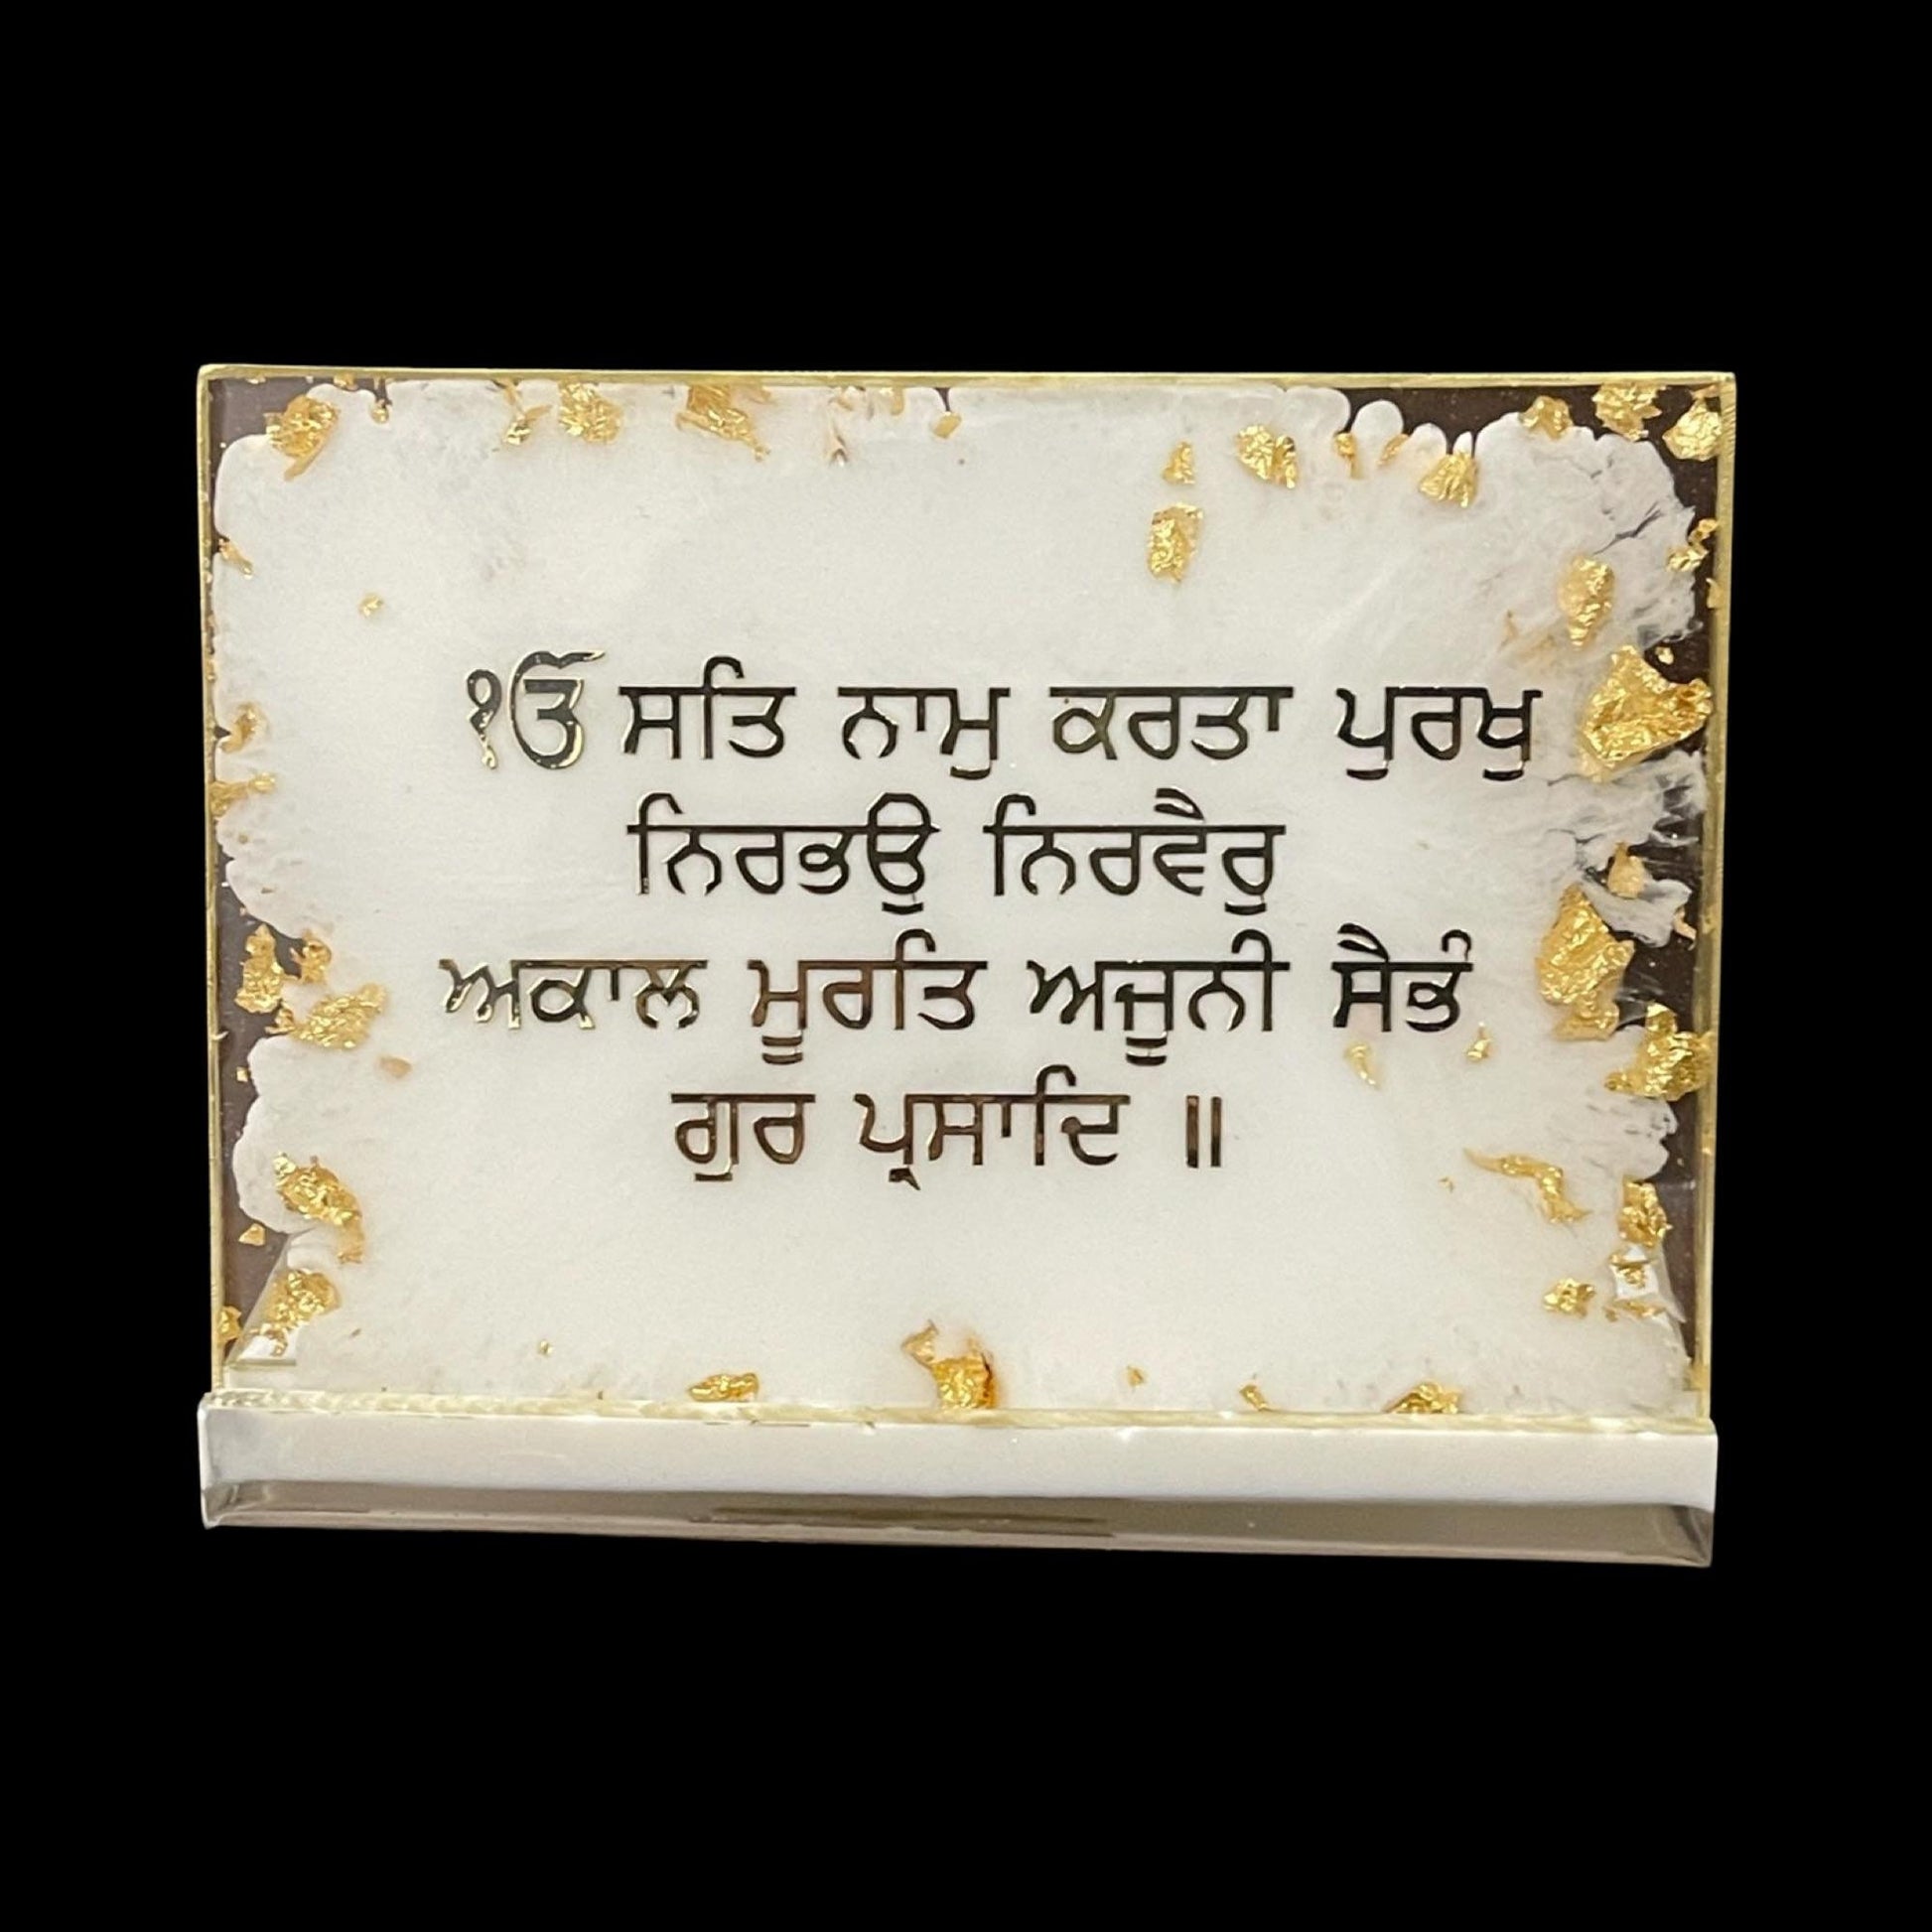 ੴ ਸਤਿ ਨਾਮੁ ਕਰਤਾ ਪੁਰਖੁ
ਨਿਰਭਉ ਨਿਰਵੈਰੁ
ਅਕਾਲ ਮੂਰਤਿ ਅਜੂਨੀ ਸੈਭੰ
ਗੁਰ ਪ੍ਰਸਾਦਿ ॥